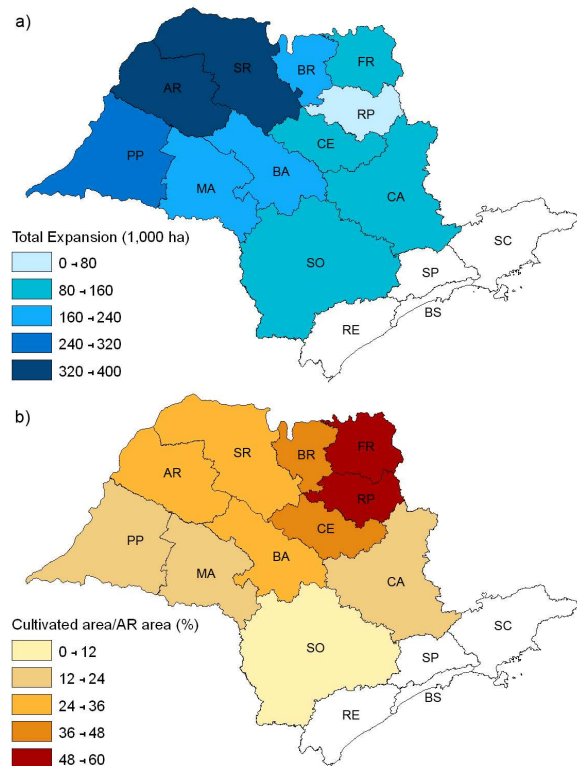 a)
SR
BR
FR
AR
RP
PP
CE
MA
BA
CA
SC
SO
SP
BS
RE
Total Expansion (1,000 ha)
0 ⊣ 80
80 ⊣ 160
160 ⊣ 240
240 ⊣ 320
320 ⊣ 400
b)
FR
BR
SR
AR
RP
CE
PP
BA
MA
CA
SC
SO
SP
BS
RE
Cultivated area/AR area (%)
0 ⊣ 12
12 ⊣ 24
24 ⊣ 36
36 ⊣ 48
48 ⊣ 60